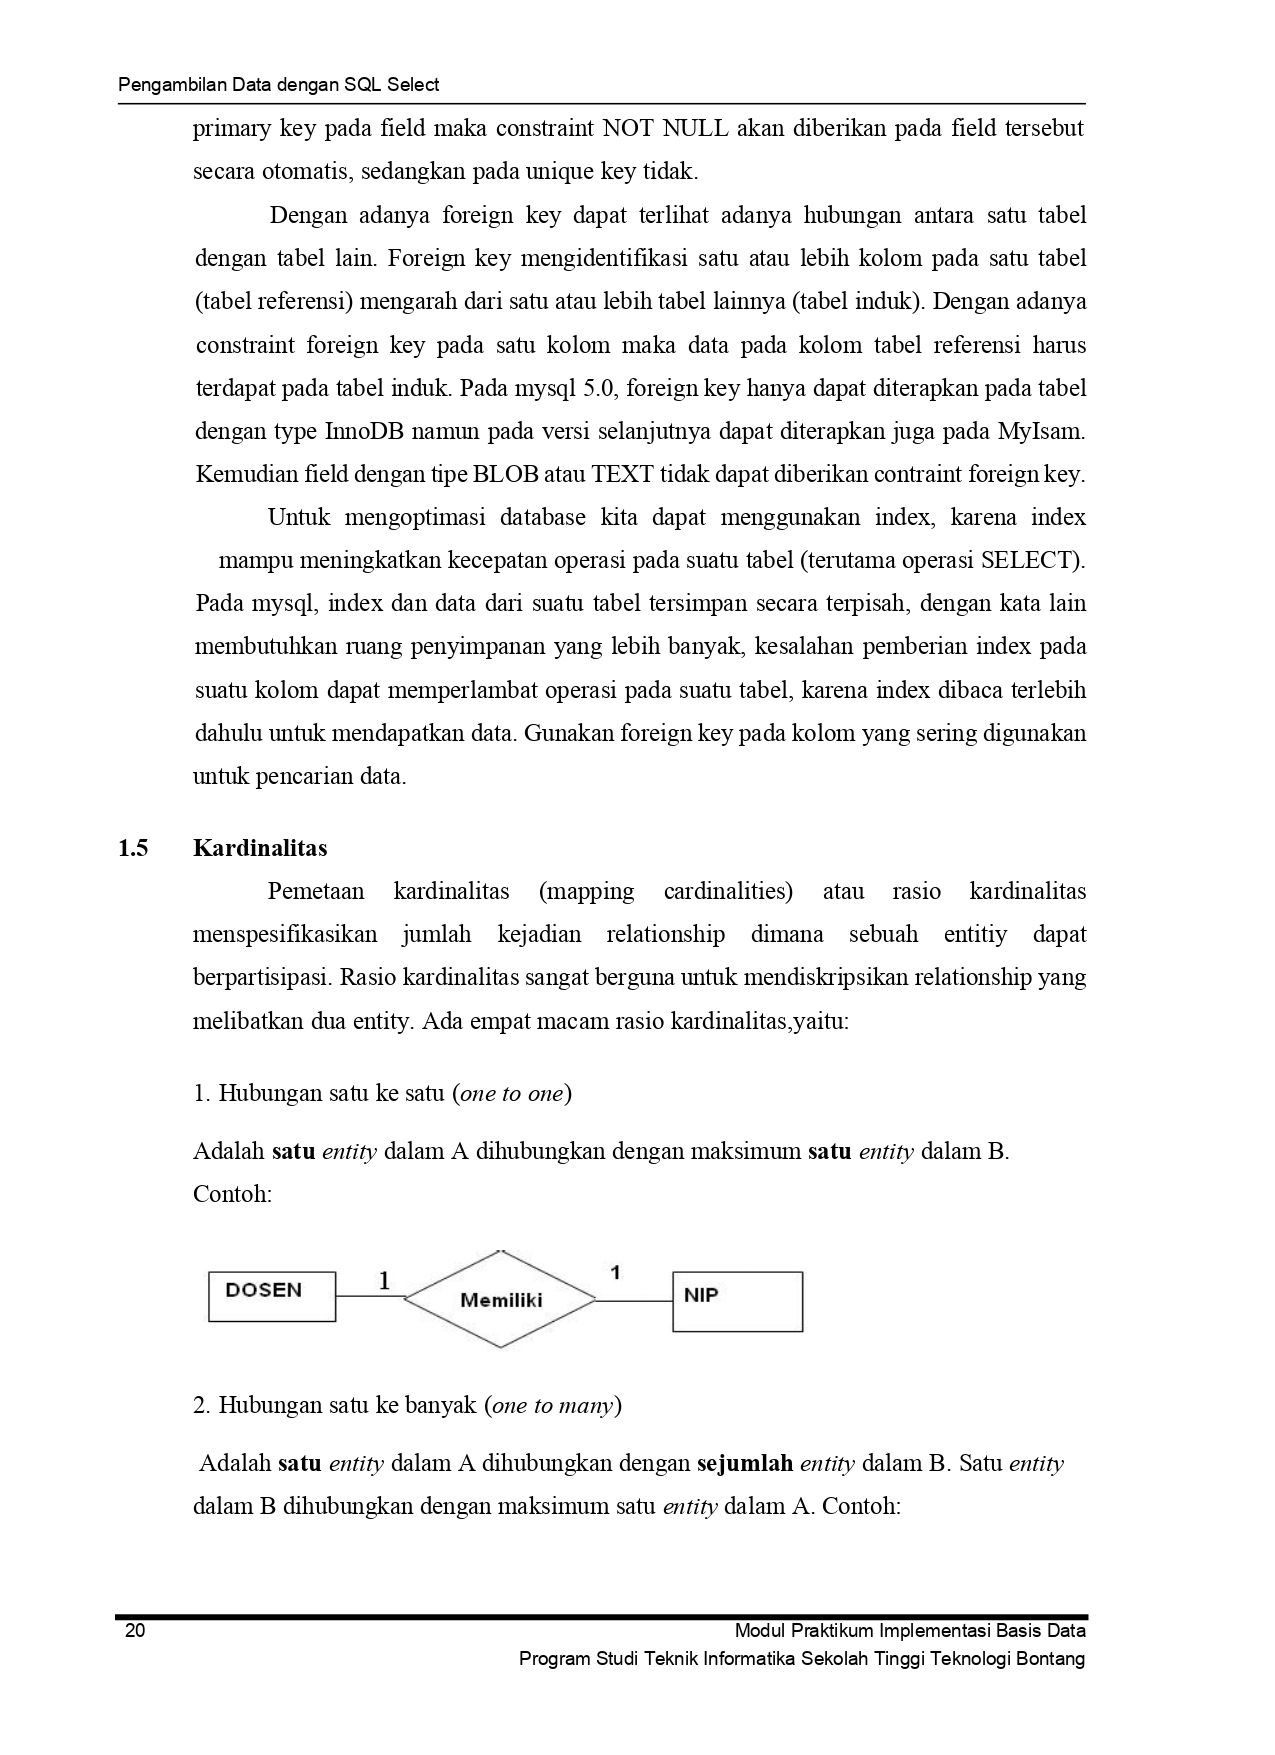 Pengambilan Data dengan SQL Select
primary key pada field maka constraint NOT NULL akan diberikan pada field tersebut
secara otomatis, sedangkan pada unique key tidak.
Dengan adanya foreign key dapat terlihat adanya hubungan antara satu tabel
dengan tabel lain. Foreign key mengidentifikasi satu atau lebih kolom pada satu tabel
(tabel referensi) mengarah dari satu atau lebih tabel lainnya (tabel induk). Dengan adanya
constraint foreign key pada satu kolom maka data pada kolom tabel referensi harus
terdapat pada tabel induk. Pada mysql 5.0, foreign key hanya dapat diterapkan pada tabel
dengan type InnoDB namun pada versi selanjutnya dapat diterapkan juga pada MyIsam.
Kemudian field dengan tipe BLOB atau TEXT tidak dapat diberikan contraint foreign key.
Untuk mengoptimasi database kita dapat menggunakan index, karena index
mampu meningkatkan kecepatan operasi pada suatu tabel (terutama operasi SELECT).
Pada mysql, index dan data dari suatu tabel tersimpan secara terpisah, dengan kata lain
membutuhkan ruang penyimpanan yang lebih banyak, kesalahan pemberian index pada
suatu kolom dapat memperlambat operasi pada suatu tabel, karena index dibaca terlebih
dahulu untuk mendapatkan data. Gunakan foreign key pada kolom yang sering digunakan
untuk pencarian data.
1.5 Kardinalitas
Pemetaan kardinalitas (mapping cardinalities) atau rasio kardinalitas
menspesifikasikan jumlah kejadian relationship dimana sebuah entitiy dapat
berpartisipasi. Rasio kardinalitas sangat berguna untuk mendiskripsikan relationship yang
melibatkan dua entity. Ada empat macam rasio kardinalitas,yaitu:
1. Hubungan satu ke satu (one to one)
Adalah satu entity dalam A dihubungkan dengan maksimum satu entity dalam B.
Contoh:
DOSEN 1 Memiliki 1 NIP
2. Hubungan satu ke banyak (one to many)
Adalah satu entity dalam A dihubungkan dengan sejumlah entity dalam B. Satu entity
dalam B dihubungkan dengan maksimum satu entity dalam A. Contoh:
20 Modul Praktikum Implementasi Basis Data
Program Studi Teknik Informatika Sekolah Tinggi Teknologi Bontang